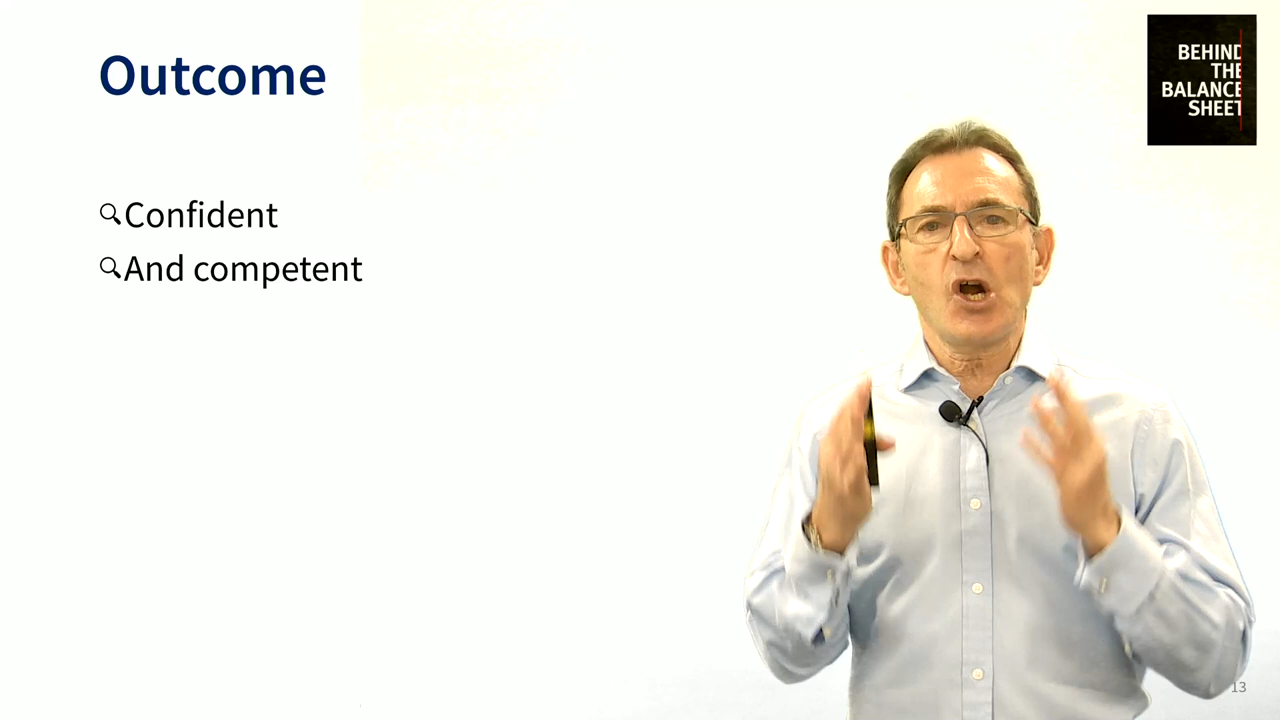 Outcome
BEHIND
THE
BALANCE
SHEET
Confident
And competent
13